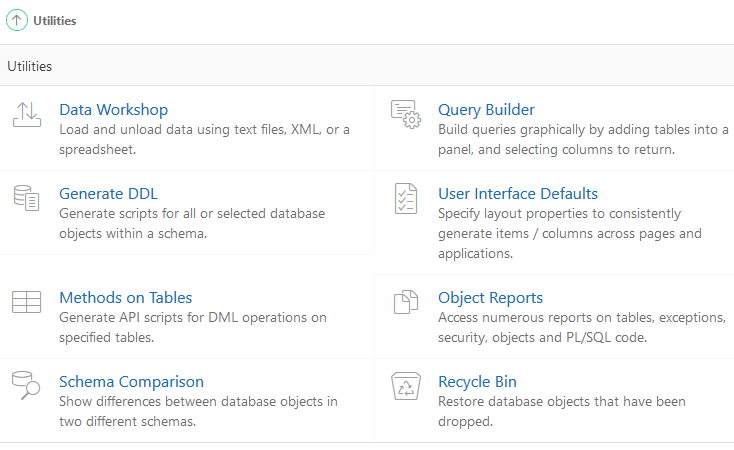 Utilities
Utilities
Data Workshop
Load and unload data using text files, XML, or a
spreadsheet.
Query Builder
Build queries graphically by adding tables into a
panel, and selecting columns to return.
Generate DDL
Generate scripts for all or selected database
objects within a schema.
User Interface Defaults
Specify layout properties to consistently
generate items / columns across pages and
applications.
Methods on Tables
Generate API scripts for DML operations on
specified tables.
Object Reports
Access numerous reports on tables, exceptions,
security, objects and PL/SQL code.
Schema Comparison
Show differences between database objects in
two different schemas.
Recycle Bin
Restore database objects that have been
dropped.